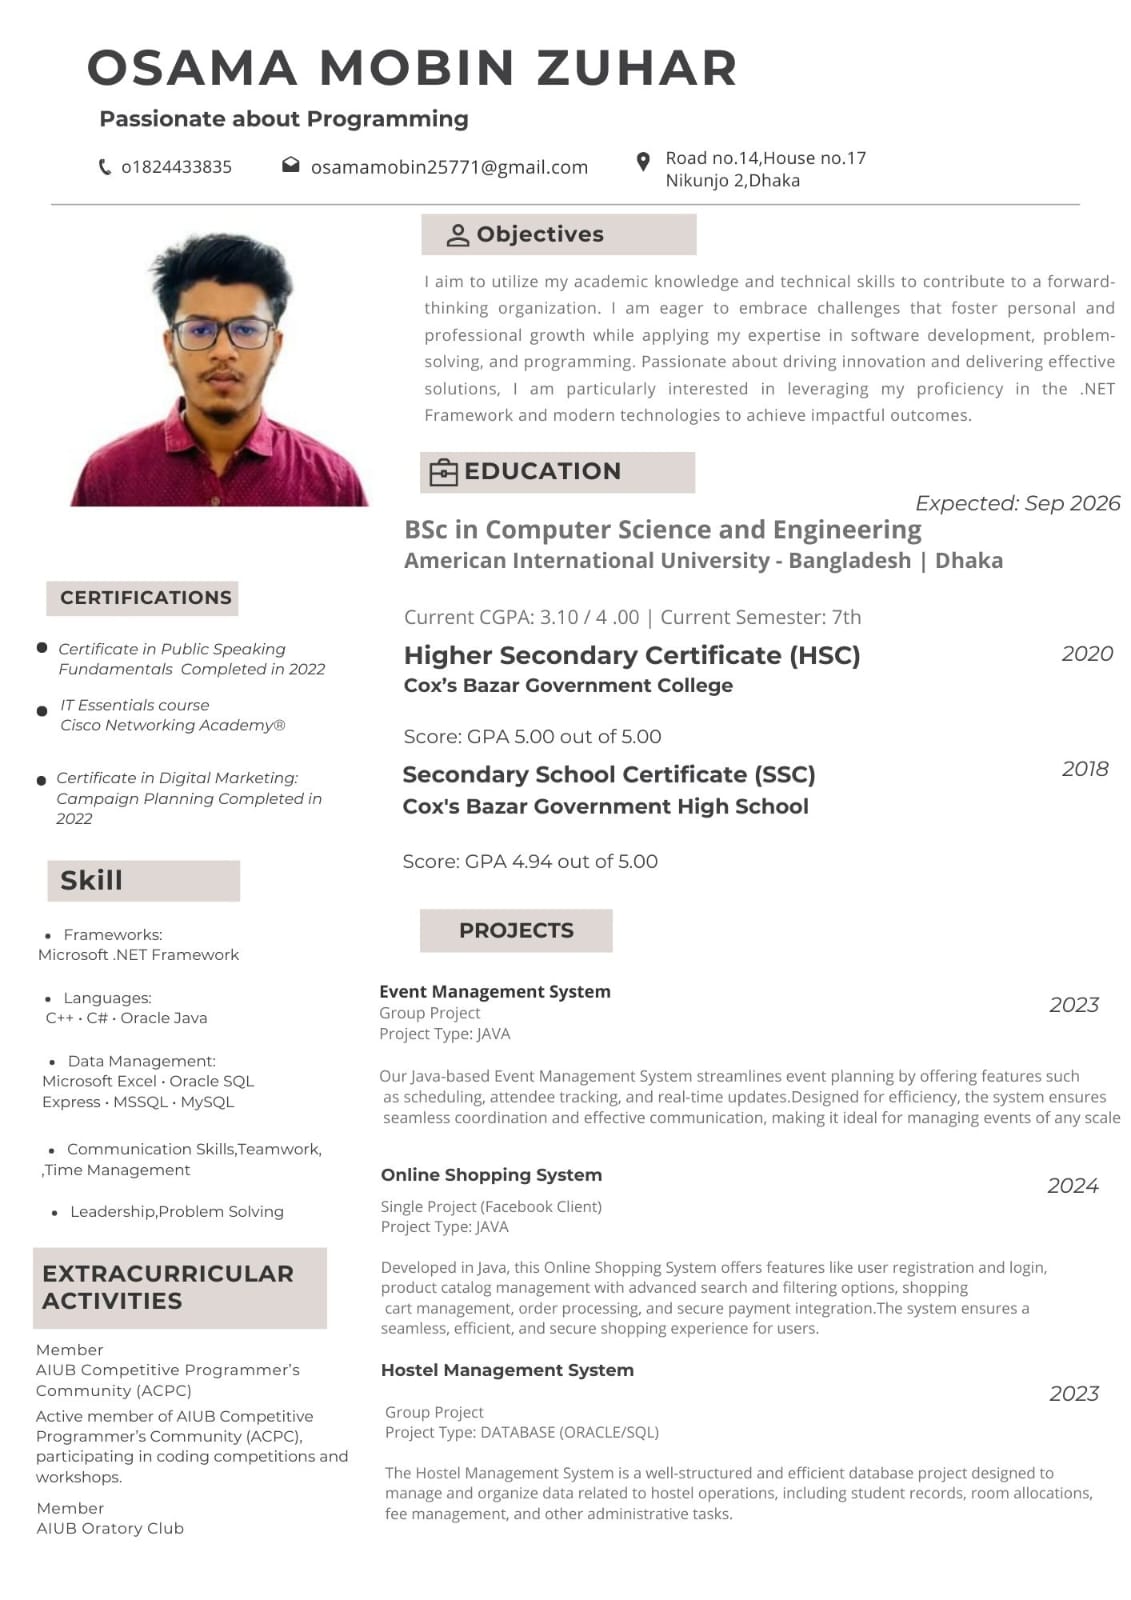 OSAMA MOBIN ZUHAR
Passionate about Programming
01824433835
osamamobin25771@gmail.com
Road no.14,House no.17
Nikunjo 2,Dhaka
Objectives
I aim to utilize my academic knowledge and technical skills to contribute to a forward-
thinking organization. I am eager to embrace challenges that foster personal and
professional growth while applying my expertise in software development, problem-
solving, and programming. Passionate about driving innovation and delivering effective
solutions, I am particularly interested in leveraging my proficiency in the .NET
Framework and modern technologies to achieve impactful outcomes.
EDUCATION
Expected: Sep 2026
BSc in Computer Science and Engineering
American International University - Bangladesh | Dhaka
Current CGPA: 3.10 / 4 .00 | Current Semester: 7th
Higher Secondary Certificate (HSC)
2020
Cox’s Bazar Government College
Score: GPA 5.00 out of 5.00
Secondary School Certificate (SSC)
2018
Cox's Bazar Government High School
Score: GPA 4.94 out of 5.00
CERTIFICATIONS
Certificate in Public Speaking
Fundamentals  Completed in 2022
IT Essentials course
Cisco Networking Academy®
Certificate in Digital Marketing:
Campaign Planning Completed in
2022
Skill
• Frameworks:
Microsoft .NET Framework
• Languages:
C++ • C# • Oracle Java
• Data Management:
Microsoft Excel • Oracle SQL
Express • MSSQL • MySQL
• Communication Skills,Teamwork,
,Time Management
• Leadership,Problem Solving
EXTRACURRICULAR
ACTIVITIES
Member
AIUB Competitive Programmer’s
Community (ACPC)
Active member of AIUB Competitive
Programmer’s Community (ACPC),
participating in coding competitions and
workshops.
Member
AIUB Oratory Club
PROJECTS
Event Management System
2023
Group Project
Project Type: JAVA
Our Java-based Event Management System streamlines event planning by offering features such
as scheduling, attendee tracking, and real-time updates.Designed for efficiency, the system ensures
seamless coordination and effective communication, making it ideal for managing events of any scale
Online Shopping System
2024
Single Project (Facebook Client)
Project Type: JAVA
Developed in Java, this Online Shopping System offers features like user registration and login,
product catalog management with advanced search and filtering options, shopping
cart management, order processing, and secure payment integration.The system ensures a
seamless, efficient, and secure shopping experience for users.
Hostel Management System
2023
Group Project
Project Type: DATABASE (ORACLE/SQL)
The Hostel Management System is a well-structured and efficient database project designed to
manage and organize data related to hostel operations, including student records, room allocations,
fee management, and other administrative tasks.